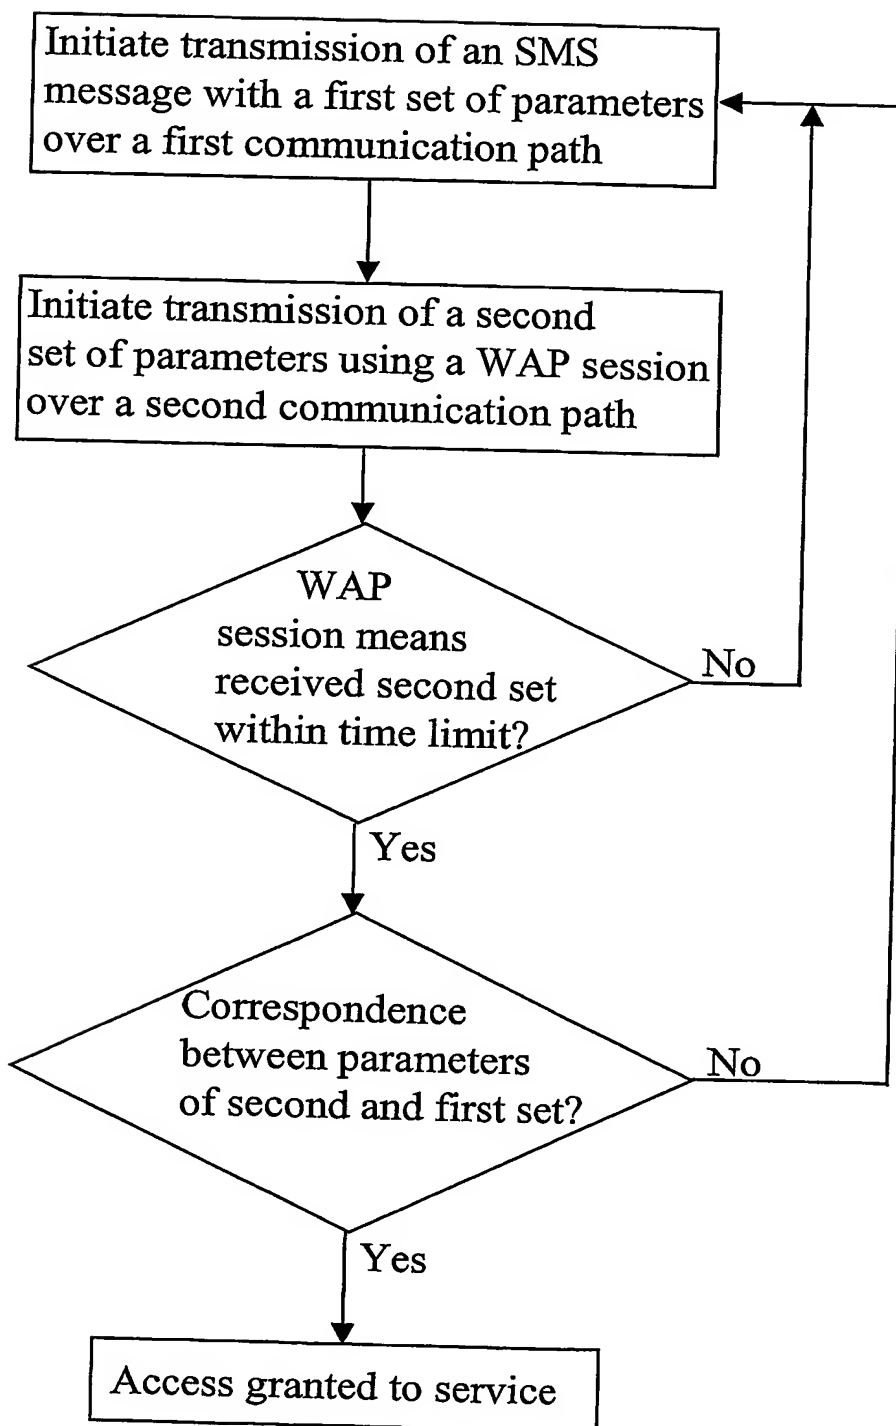 Initiate transmission of an SMS
message with a first set of parameters
over a first communication path
Initiate transmission of a second
set of parameters using a WAP session
over a second communication path
WAP
session means
received second set
within time limit?
No
Yes
Correspondence
between parameters
of second and first set?
No
Yes
Access granted to service